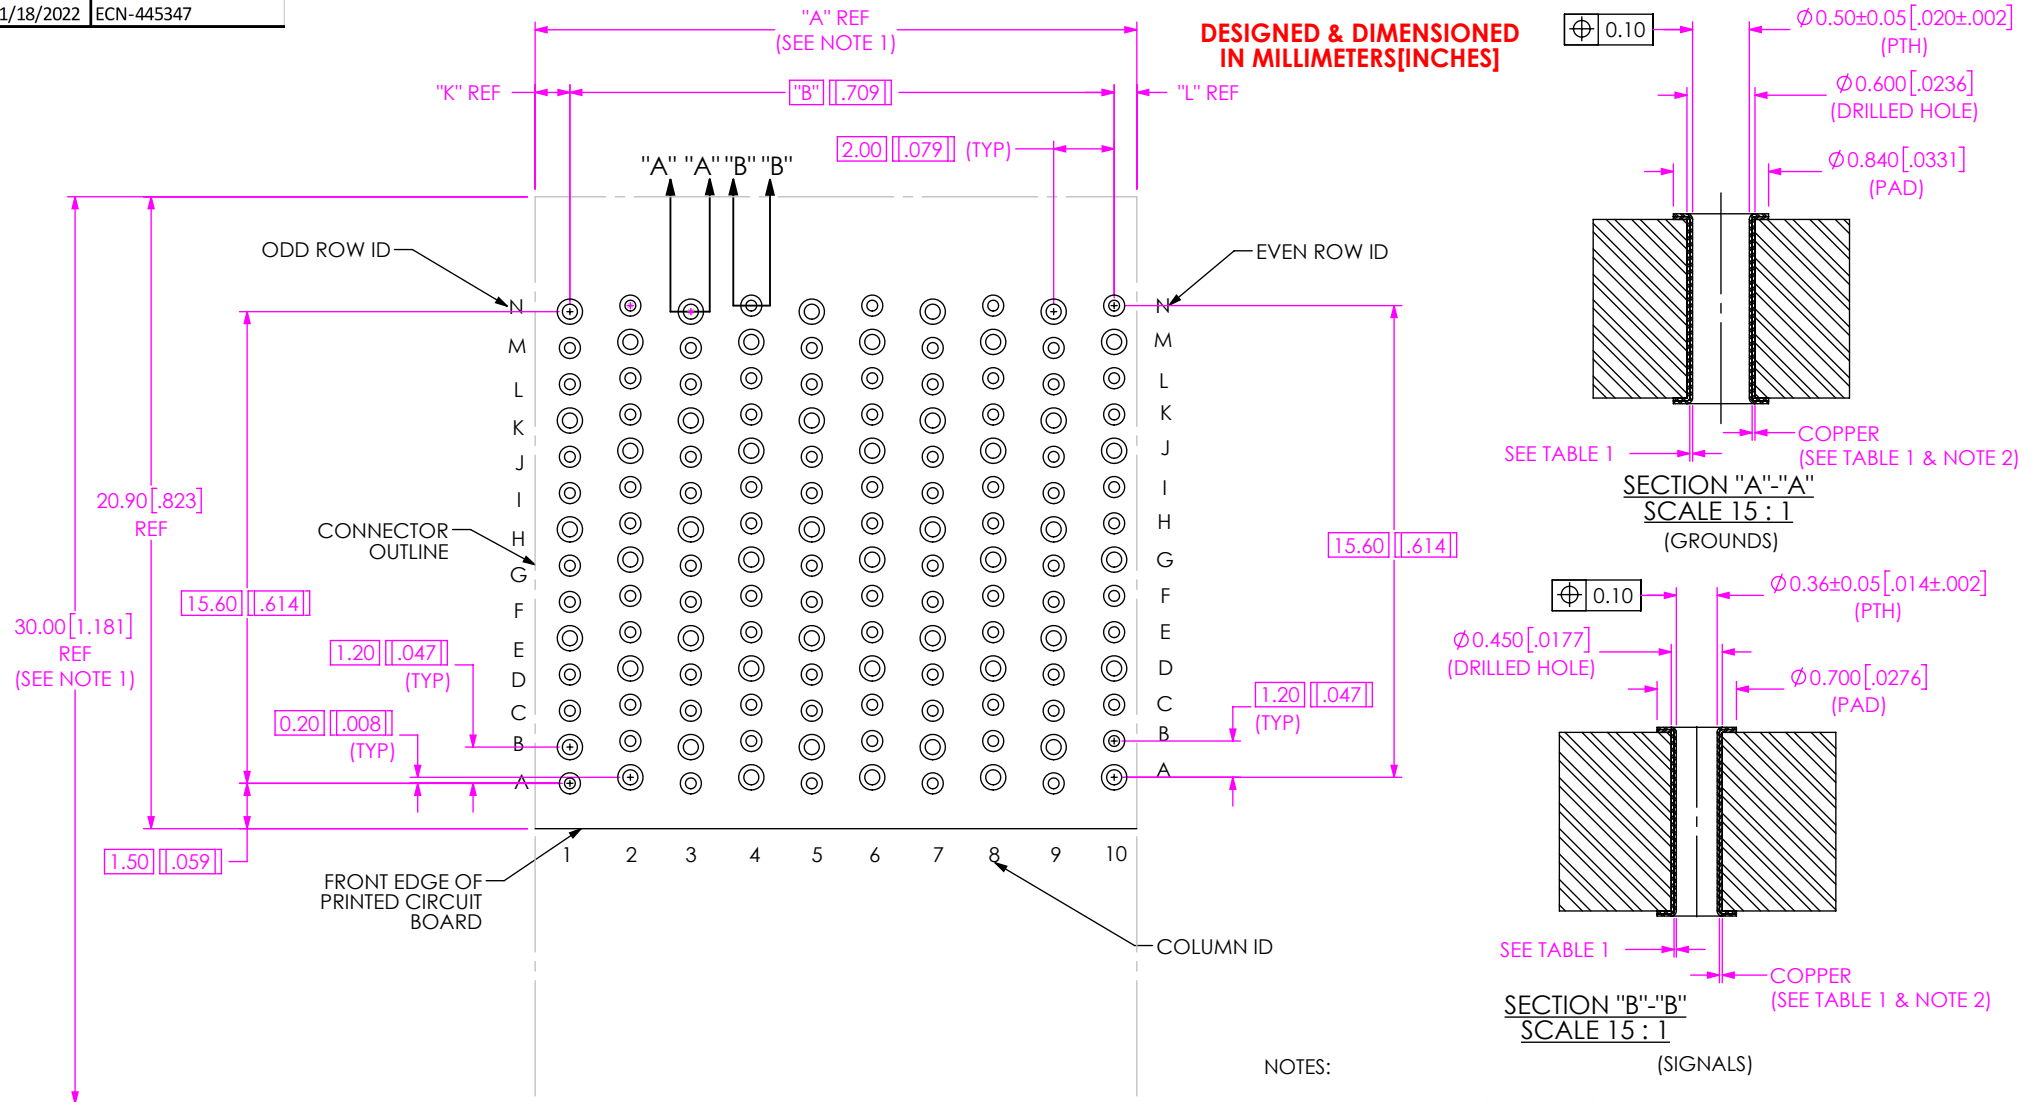 1/18/2022 ECN-445347
"A" REF
(SEE NOTE 1)
DESIGNED & DIMENSIONED
IN MILLIMETERS[INCHES]
"K" REF
"B" [.709]
"L" REF
2.00 [.079] (TYP)
"A" "A" "B" "B"
ODD ROW ID
EVEN ROW ID
N
M
L
K
J
I
H
G
F
E
D
C
B
A
N
M
L
K
J
I
H
G
F
E
D
C
B
A
20.90[.823]
REF
CONNECTOR
OUTLINE
15.60 [.614]
15.60 [.614]
30.00[1.181]
REF
(SEE NOTE 1)
1.20 [.047]
(TYP)
0.20 [.008]
(TYP)
1.20 [.047]
(TYP)
1.50 [.059]
1 2 3 4 5 6 7 8 9 10
FRONT EDGE OF
PRINTED CIRCUIT
BOARD
COLUMN ID
NOTES:
⌖ 0.10
Ø0.50±0.05[.020±.002]
(PTH)
Ø0.600[.0236]
(DRILLED HOLE)
Ø0.840[.0331]
(PAD)
SEE TABLE 1
COPPER
(SEE TABLE 1 & NOTE 2)
SECTION "A"-"A"
SCALE 15 : 1
(GROUNDS)
⌖ 0.10
Ø0.36±0.05[.014±.002]
(PTH)
Ø0.450[.0177]
(DRILLED HOLE)
Ø0.700[.0276]
(PAD)
SEE TABLE 1
COPPER
(SEE TABLE 1 & NOTE 2)
SECTION "B"-"B"
SCALE 15 : 1
(SIGNALS)